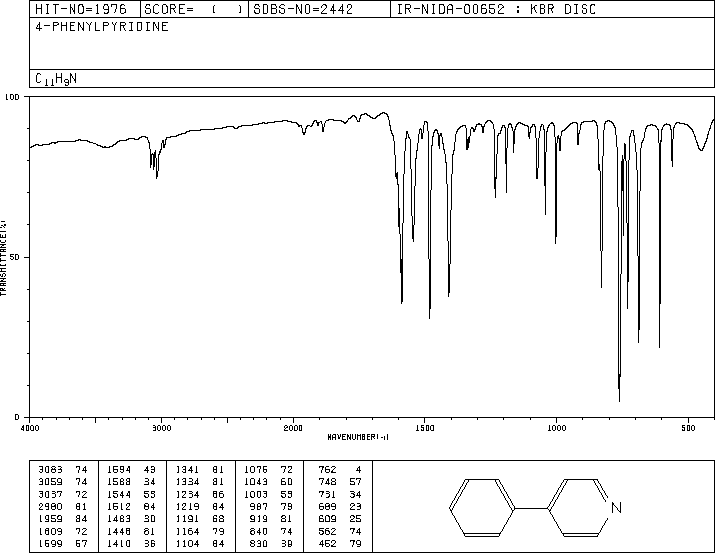 HIT-NO=1976 SCORE= ( ) SDBS-NO=2442 IR-NIDA-00652 : KBR DISC
4-PHENYLPYRIDINE
C11H9N
100
50
0
TRANSMITTANCE(%)
4000 3000 2000 1500 1000 500
WAVENUMBER(-1)
3083 74 1594 49 1341 81 1076 72 762 4
3059 74 1588 34 1334 81 1043 60 748 57
3037 72 1544 55 1234 66 1003 59 731 34
2980 81 1512 84 1219 84 987 79 689 23
1959 84 1483 30 1191 68 919 81 609 25
1609 72 1448 81 1164 79 840 74 562 74
1599 67 1410 36 1104 84 830 39 452 79
N